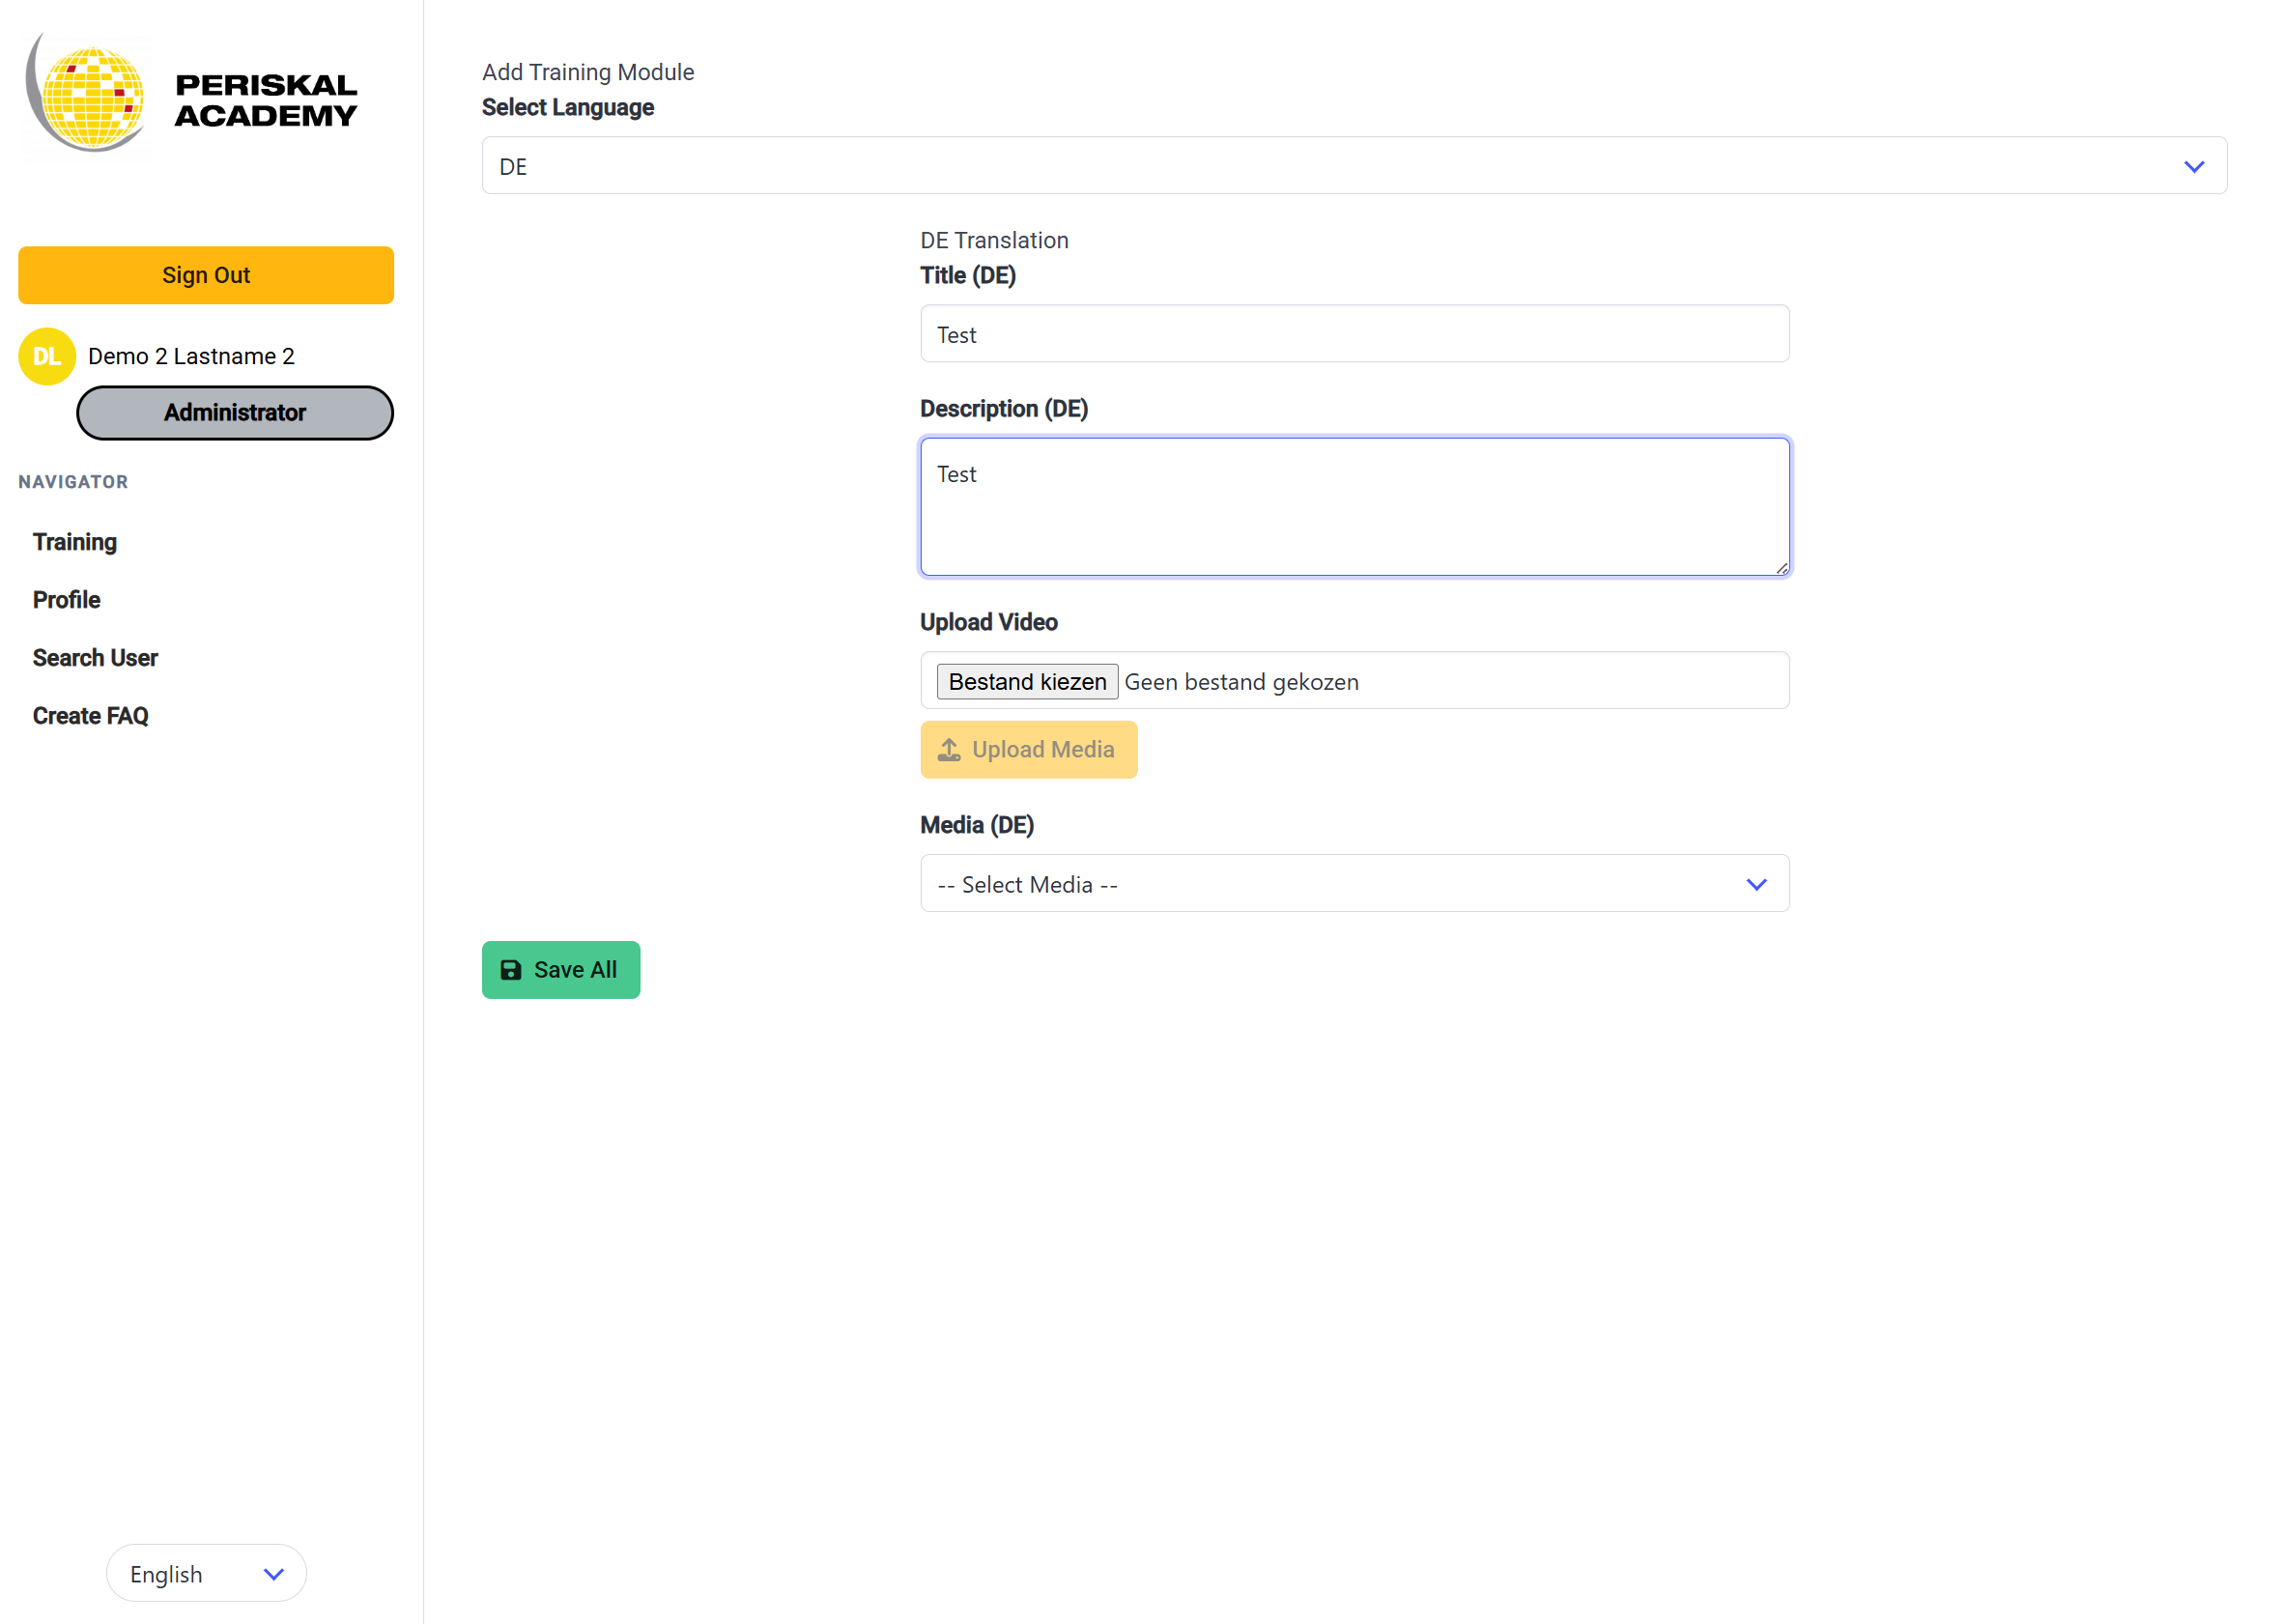 PERISKAL
ACADEMY
Sign Out
DL
Demo 2 Lastname 2
Administrator
NAVIGATOR
Training
Profile
Search User
Create FAQ
English
Add Training Module
Select Language
DE
DE Translation
Title (DE)
Test
Description (DE)
Test
Upload Video
Bestand kiezen Geen bestand gekozen
Upload Media
Media (DE)
-- Select Media --
Save All